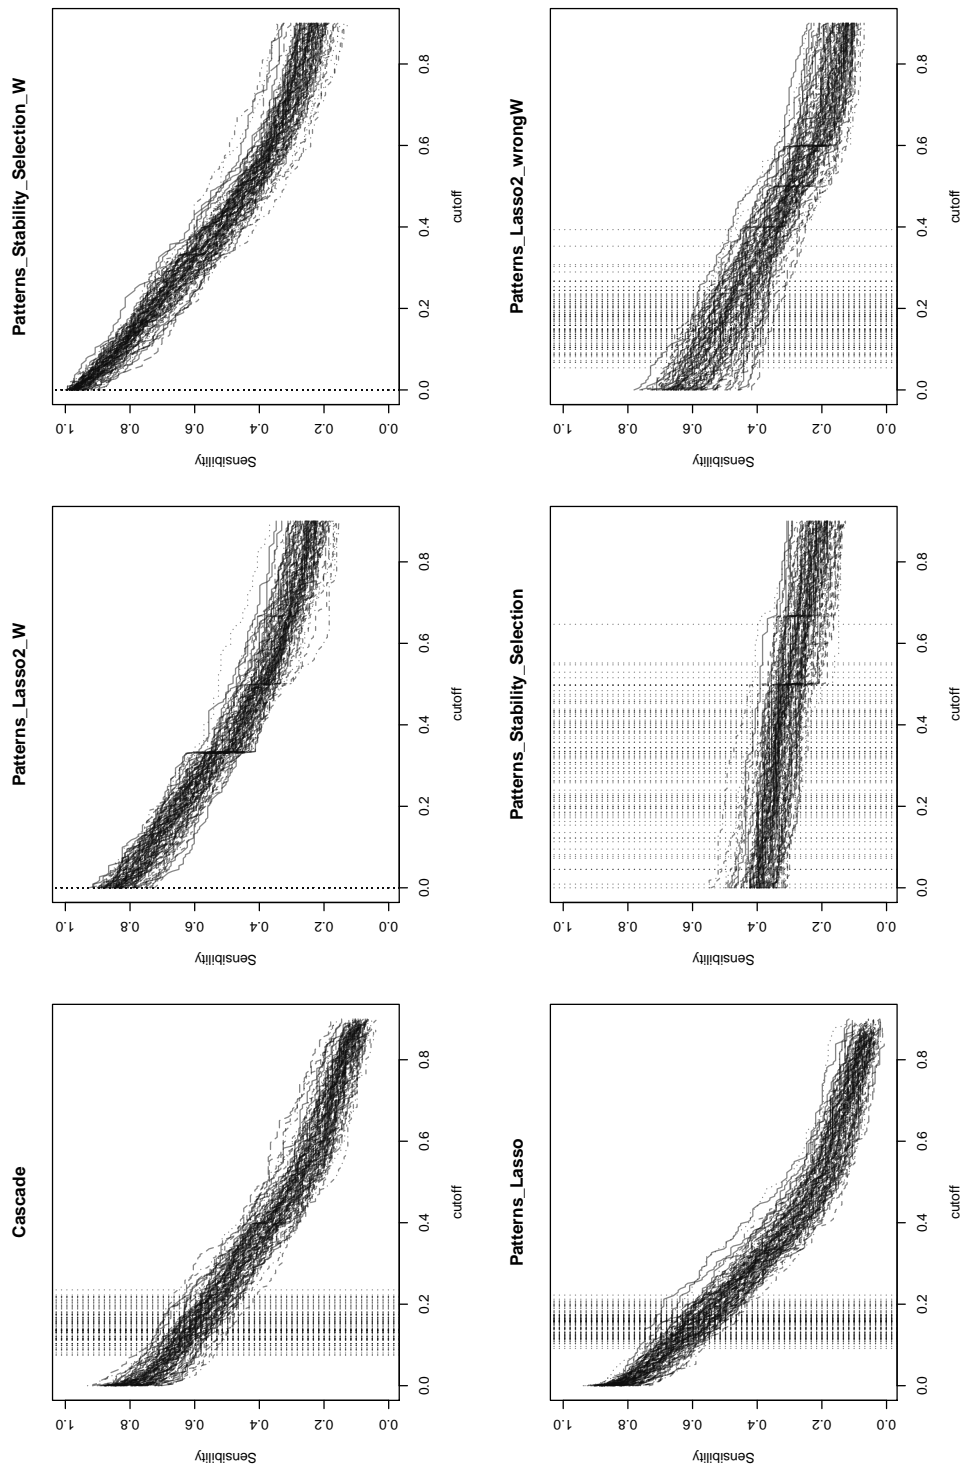 Cascade
1.0
0.8
0.6
0.4
0.2
0.0
Sensibility
0.0 0.2 0.4 0.6 0.8
cutoff
Patterns_Lasso2_W
1.0
0.8
0.6
0.4
0.2
0.0
Sensibility
0.0 0.2 0.4 0.6 0.8
cutoff
Patterns_Stability_Selection_W
1.0
0.8
0.6
0.4
0.2
0.0
Sensibility
0.0 0.2 0.4 0.6 0.8
cutoff
Patterns_Lasso
1.0
0.8
0.6
0.4
0.2
0.0
Sensibility
0.0 0.2 0.4 0.6 0.8
cutoff
Patterns_Stability_Selection
1.0
0.8
0.6
0.4
0.2
0.0
Sensibility
0.0 0.2 0.4 0.6 0.8
cutoff
Patterns_Lasso2_wrongW
1.0
0.8
0.6
0.4
0.2
0.0
Sensibility
0.0 0.2 0.4 0.6 0.8
cutoff